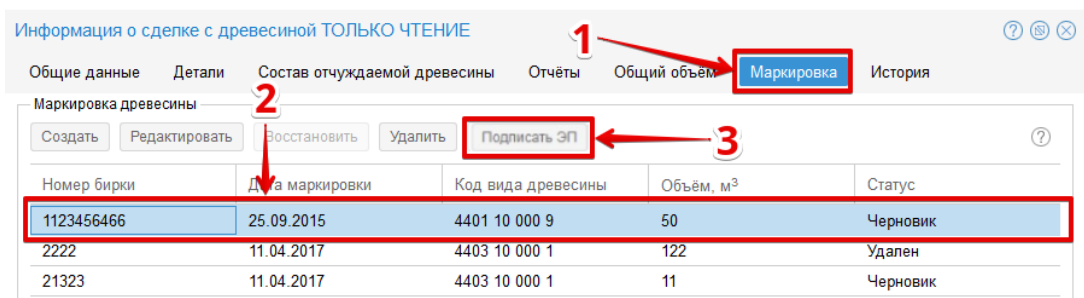 Информация о сделке с древесиной ТОЛЬКО ЧТЕНИЕ
1
Общие данные Детали Состав отчуждаемой древесины Отчёты Общий объём Маркировка История
Маркировка древесины
2
Создать Редактировать Восстановить Удалить Подписать ЭП
3
Номер бирки Дата маркировки Код вида древесины Объём, м³ Статус
1123456466 25.09.2015 4401 10 000 9 50 Черновик
2222 11.04.2017 4403 10 000 1 122 Удален
21323 11.04.2017 4403 10 000 1 11 Черновик